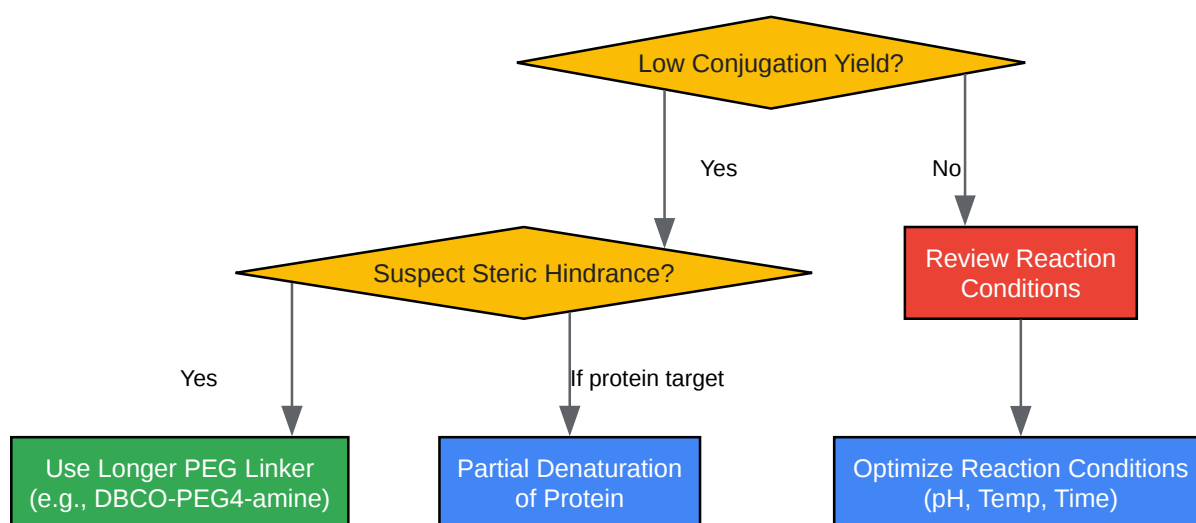 Low Conjugation Yield?
Yes
No
Suspect Steric Hindrance?
Review Reaction
Conditions
Yes
If protein target
Use Longer PEG Linker
(e.g., DBCO-PEG4-amine)
Partial Denaturation
of Protein
Optimize Reaction Conditions
(pH, Temp, Time)